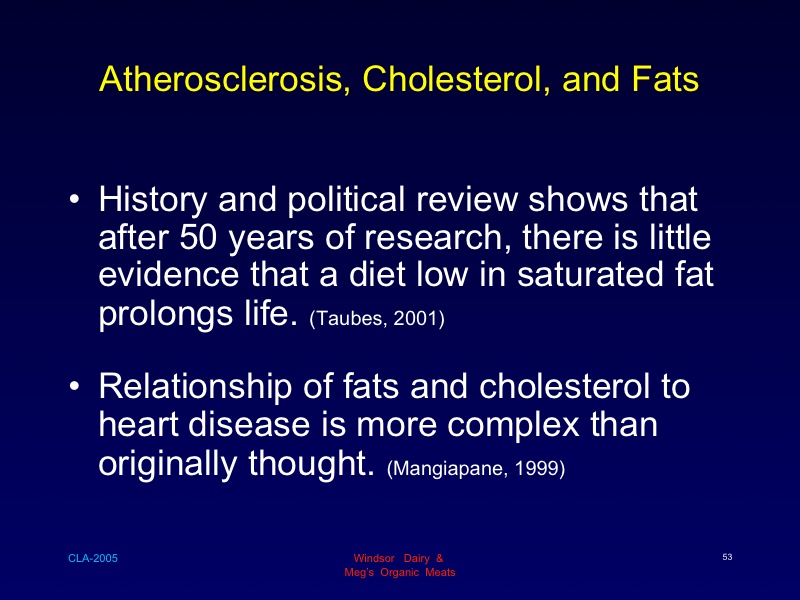 Atherosclerosis, Cholesterol, and Fats
• History and political review shows that
after 50 years of research, there is little
evidence that a diet low in saturated fat
prolongs life. (Taubes, 2001)
• Relationship of fats and cholesterol to
heart disease is more complex than
originally thought. (Mangiapane, 1999)
CLA-2005
Windsor Dairy &
Meg's Organic Meats
53